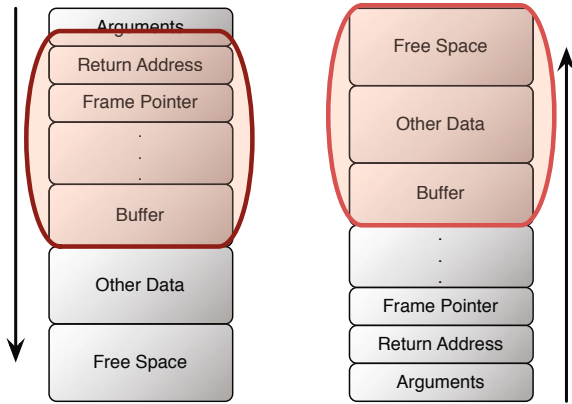 Arguments
Return Address
Frame Pointer
.
.
.
Buffer
Other Data
Free Space
Free Space
Other Data
Buffer
.
.
.
Frame Pointer
Return Address
Arguments